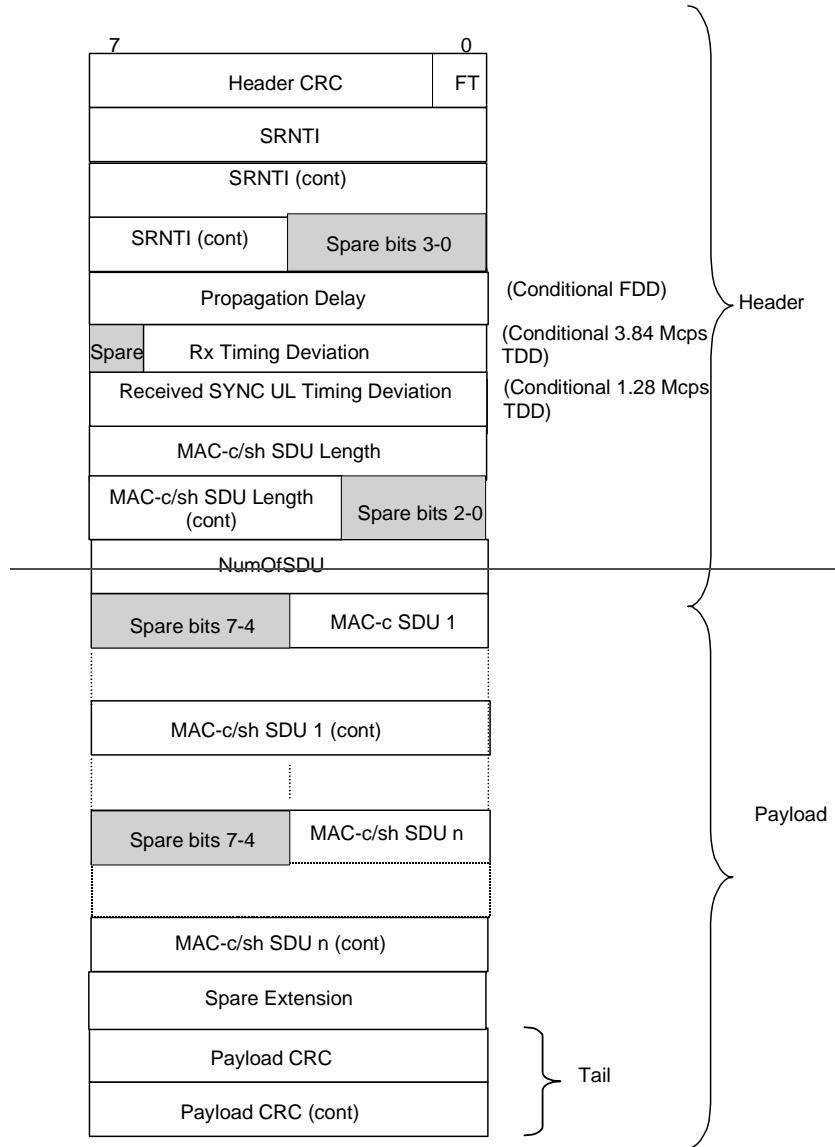 7 0
Header CRC FT
SRNTI
SRNTI (cont)
SRNTI (cont) Spare bits 3-0
Propagation Delay (Conditional FDD)
Header
Spare Rx Timing Deviation (Conditional 3.84 Mcps
TDD)
Received SYNC UL Timing Deviation (Conditional 1.28 Mcps
TDD)
MAC-c/sh SDU Length
MAC-c/sh SDU Length
(cont)
Spare bits 2-0
NumOfSDU
Spare bits 7-4 MAC-c SDU 1
MAC-c/sh SDU 1 (cont)
Payload
Spare bits 7-4 MAC-c/sh SDU n
MAC-c/sh SDU n (cont)
Spare Extension
Payload CRC
Tail
Payload CRC (cont)